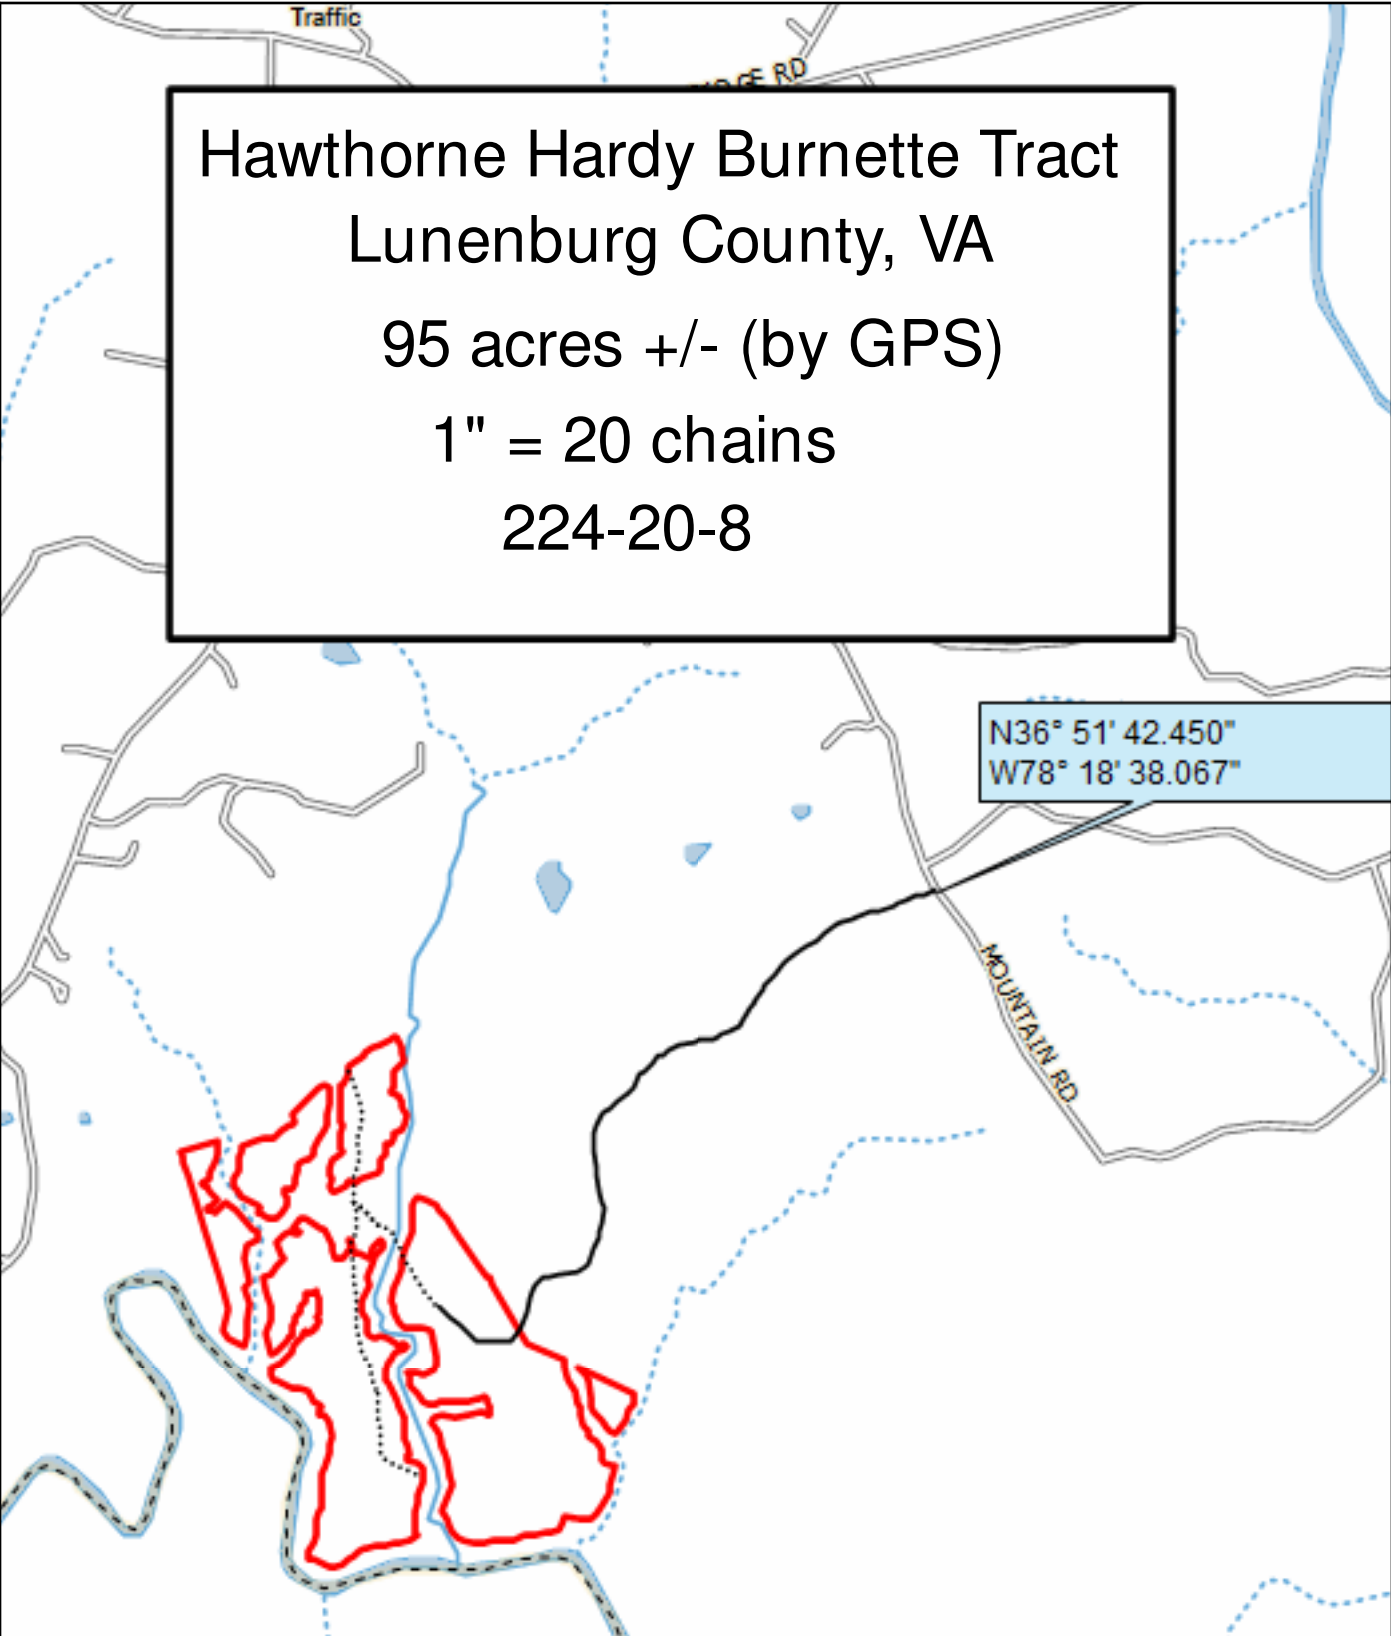 Traffic
RD
Hawthorne Hardy Burnette Tract
Lunenburg County, VA
95 acres +/- (by GPS)
1" = 20 chains
224-20-8
N36° 51' 42.450"
W78° 18' 38.067"
MOUNTAIN RD